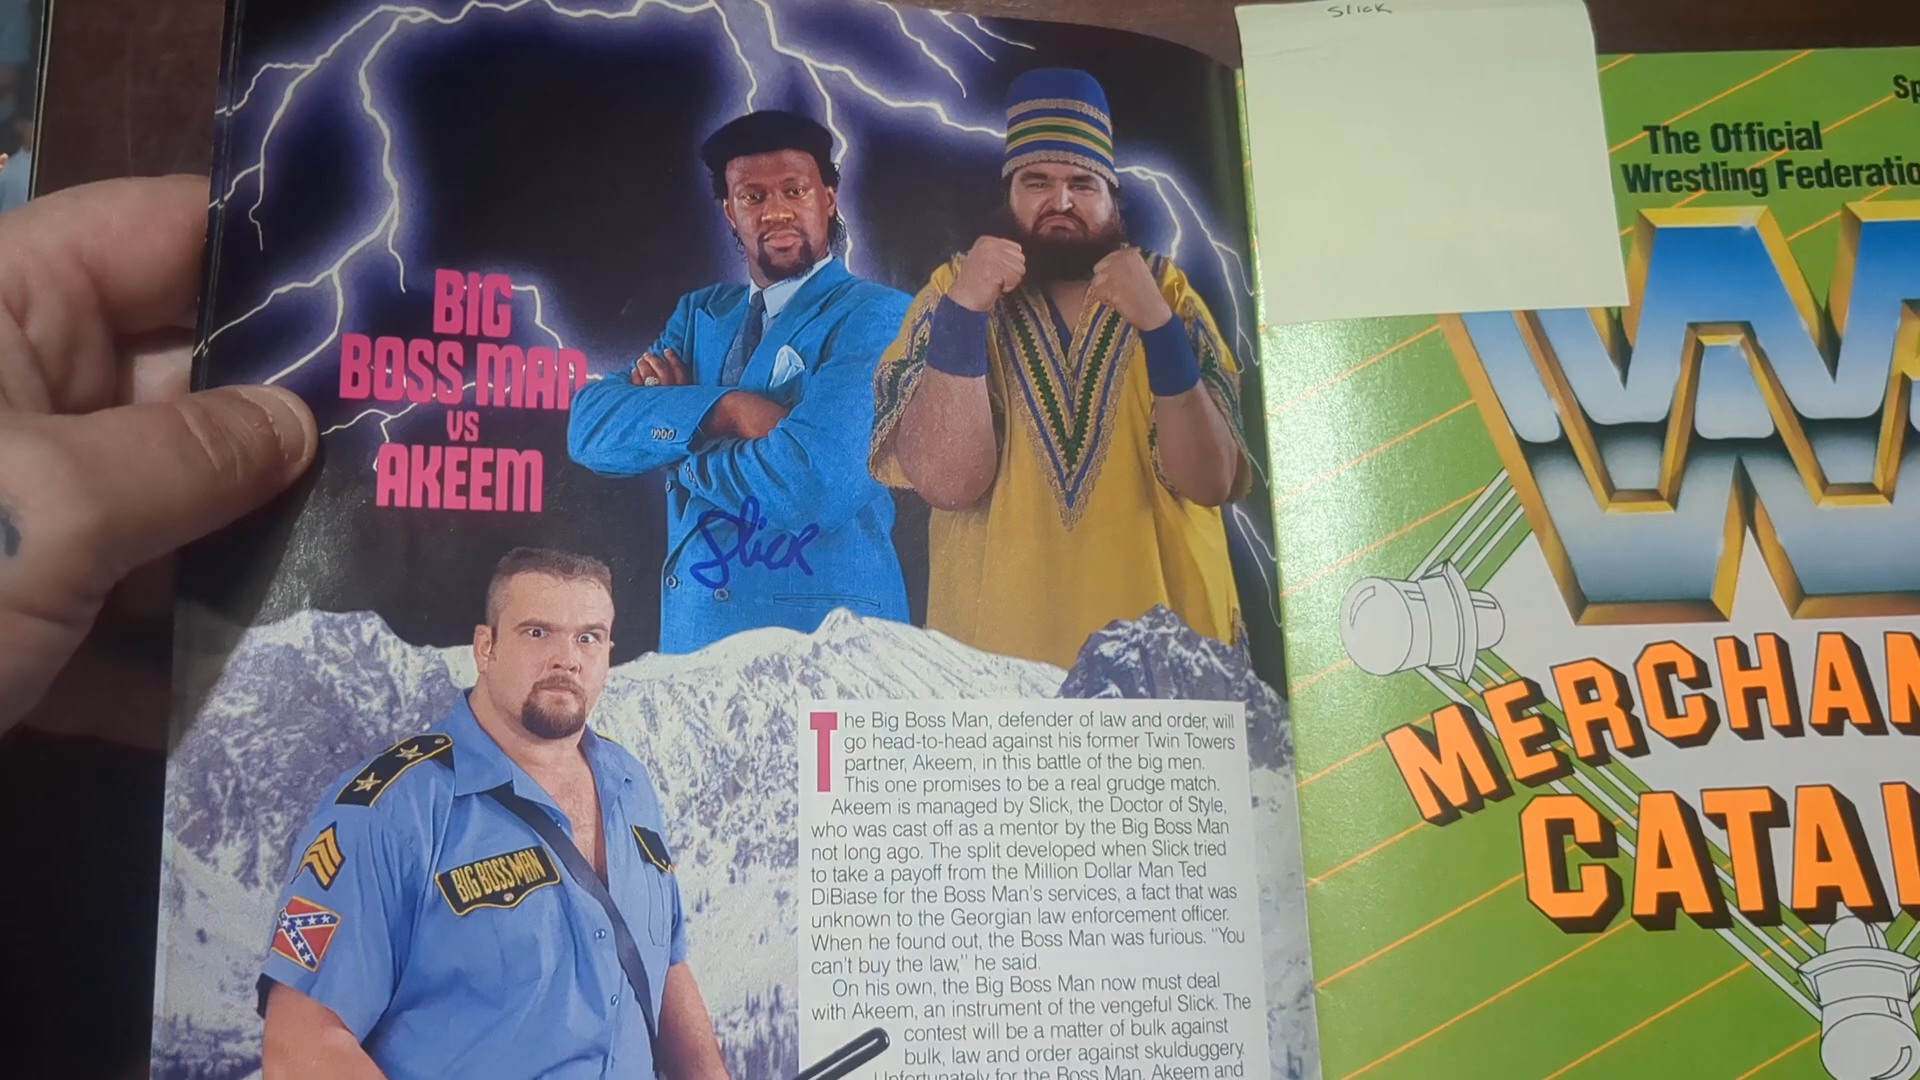 BIG
BOSS MAN
VS
AKEEM
Slick
BIG BOSS MAN
The Big Boss Man, defender of law and order, will
go head-to-head against his former Twin Towers
partner, Akeem, in this battle of the big men.
This one promises to be a real grudge match.
Akeem is managed by Slick, the Doctor of Style,
who was cast off as a mentor by the Big Boss Man
not long ago. The split developed when Slick tried
to take a payoff from the Million Dollar Man Ted
DiBiase for the Boss Man's services, a fact that was
unknown to the Georgian law enforcement officer.
When he found out, the Boss Man was furious. "You
can't buy the law," he said.
On his own, the Big Boss Man now must deal
with Akeem, an instrument of the vengeful Slick. The
contest will be a matter of bulk against
bulk, law and order against skulduggery.
Unfortunately for the Boss Man, Akeem and
Slick
Sp
The Official
Wrestling Federatio
W
MERCHAN
CATAL